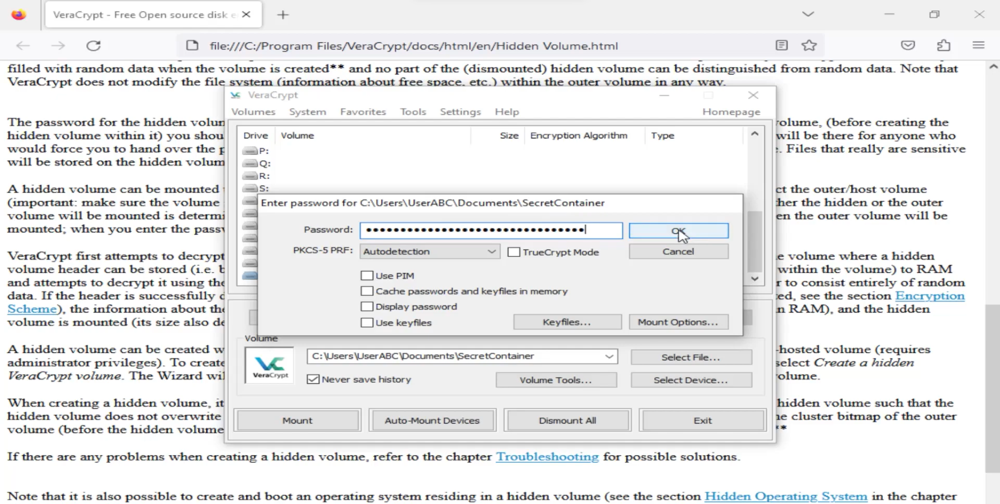 VeraCrypt - Free Open source disk e
file:///C:/Program Files/VeraCrypt/docs/html/en/Hidden Volume.html
filled with random data when the volume is created** and no part of the (dismounted) hidden volume can be distinguished from random data. Note that
VeraCrypt does not modify the file system (information about free space, etc.) within the outer volume in any way.
VeraCrypt
Volumes System Favorites Tools Settings Help Homepage
Drive Volume Size Encryption Algorithm Type
P:
Q:
R:
S:
Enter password for C:\Users\UserABC\Documents\SecretContainer
Password: ••••••••••••••••••••••••••••••••• OK
PKCS-5 PRF: Autodetection TrueCrypt Mode Cancel
Use PIM
Cache passwords and keyfiles in memory
Display password
Use keyfiles Keyfiles... Mount Options...
Volume
VeraCrypt
C:\Users\UserABC\Documents\SecretContainer Select File...
Never save history Volume Tools... Select Device...
Mount Auto-Mount Devices Dismount All Exit
The password for the hidden volum olume, (before creating the
hidden volume within it) you shou will be there for anyone who
would force you to hand over the p . Files that really are sensitive
will be stored on the hidden volum
A hidden volume can be mounted ct the outer/host volume
(important: make sure the volume her the hidden or the outer
volume will be mounted is determi en the outer volume will be
mounted; when you enter the passw
VeraCrypt first attempts to decrypt e volume where a hidden
volume header can be stored (i.e. b within the volume) to RAM
and attempts to decrypt it using the r to consist entirely of random
data. If the header is successfully d ed, see the section Encryption
Scheme), the information about the n RAM), and the hidden
volume is mounted (its size also de
A hidden volume can be created w -hosted volume (requires
administrator privileges). To create select Create a hidden
VeraCrypt volume. The Wizard wil olume.
When creating a hidden volume, it hidden volume such that the
hidden volume does not overwrite e cluster bitmap of the outer
volume (before the hidden volume **
If there are any problems when creating a hidden volume, refer to the chapter Troubleshooting for possible solutions.
Note that it is also possible to create and boot an operating system residing in a hidden volume (see the section Hidden Operating System in the chapter